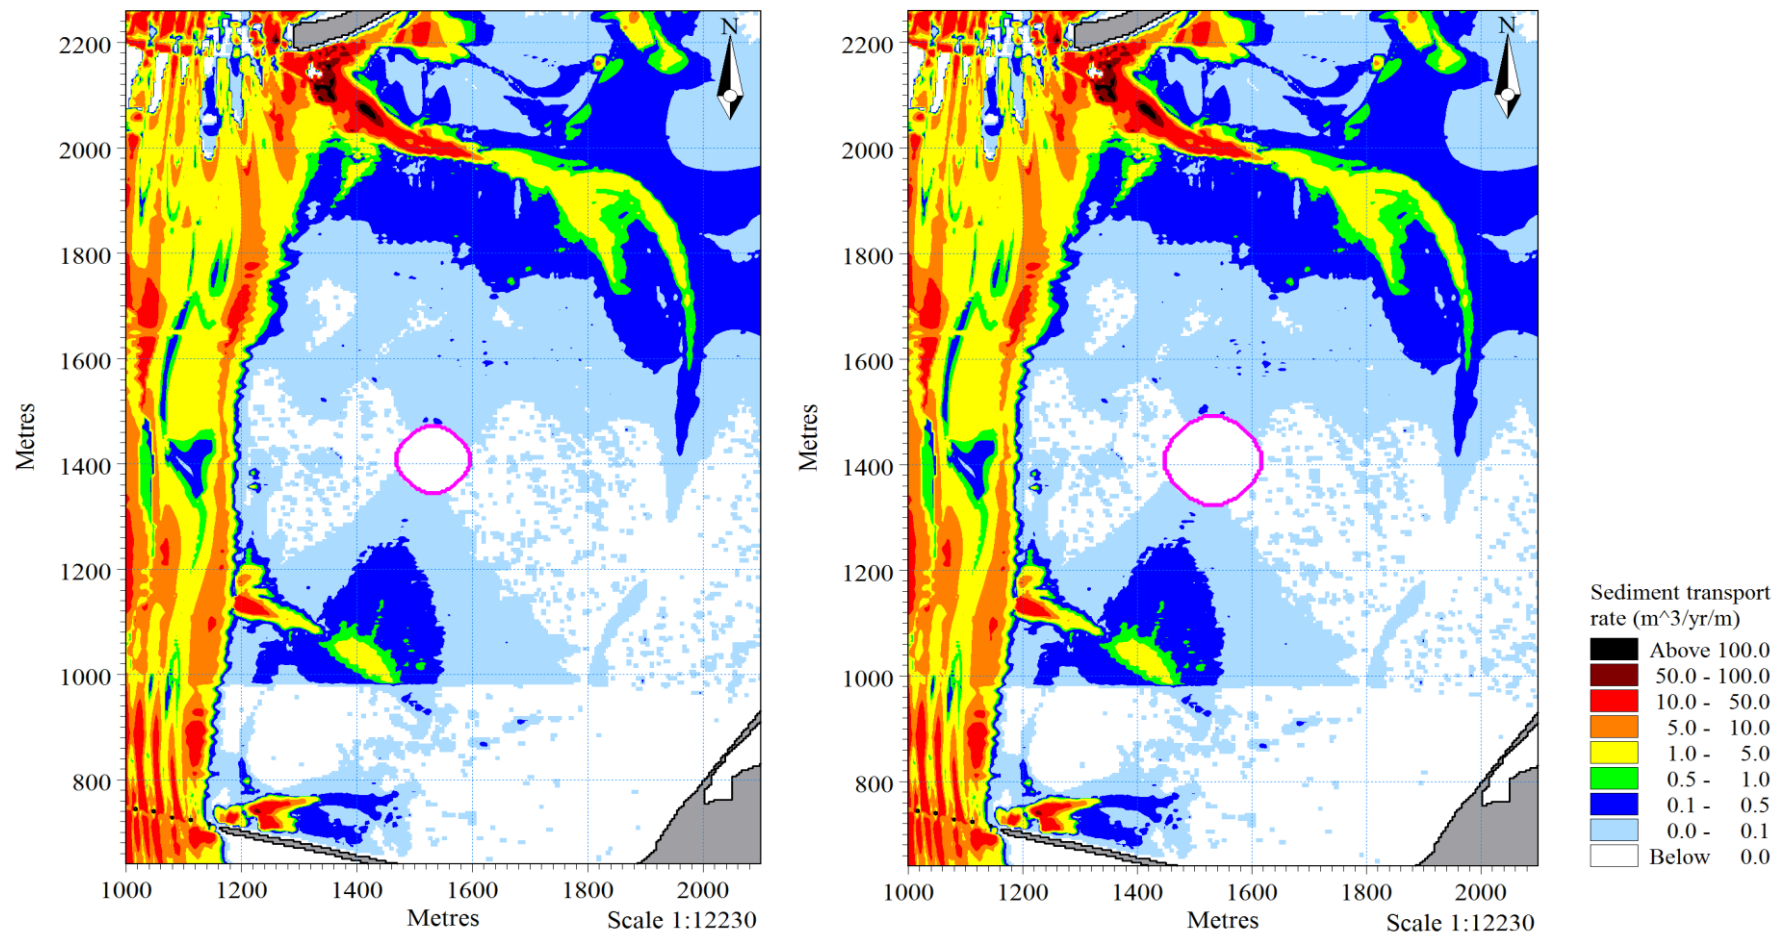 N
N
2200
2000
1800
1600
1400
1200
1000
800
Metres
1000
1200
1400
1600
1800
2000
Metres
Scale 1:12230
2200
2000
1800
1600
1400
1200
1000
800
Metres
1000
1200
1400
1600
1800
2000
Metres
Scale 1:12230
Sediment transport
rate (m^3/yr/m)
Above 100.0
50.0 - 100.0
10.0 - 50.0
5.0 - 10.0
1.0 - 5.0
0.5 - 1.0
0.1 - 0.5
0.0 - 0.1
Below 0.0